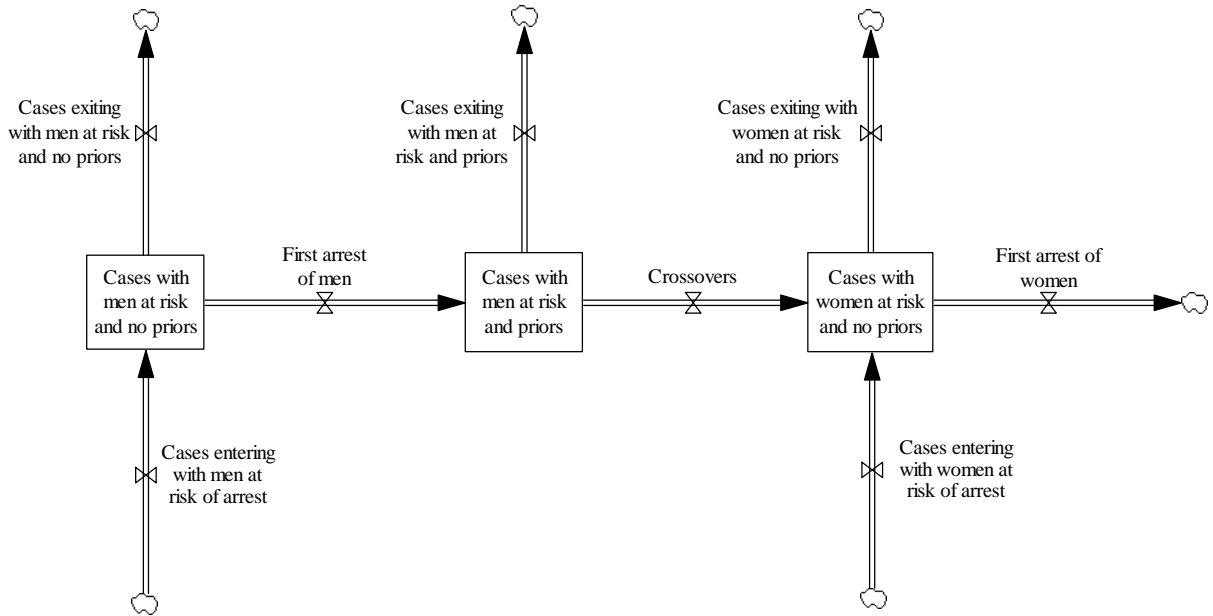 Cases exiting
with men at risk
and no priors
Cases exiting
with men at
risk and priors
Cases exiting with
women at risk
and no priors
Cases with
men at risk
and no priors
First arrest
of men
Cases with
men at risk
and priors
Crossovers
Cases with
women at risk
and no priors
First arrest of
women
Cases entering
with men at
risk of arrest
Cases entering
with women at
risk of arrest